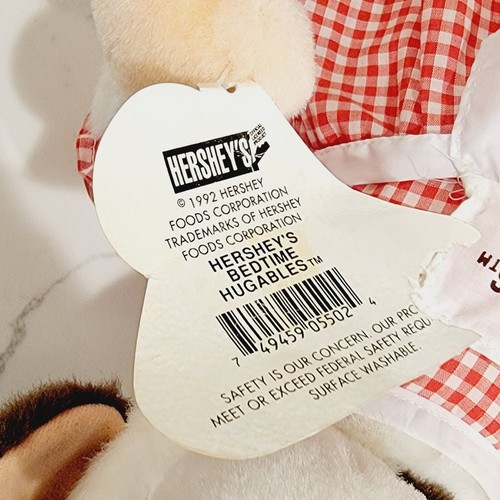 HERSHEY'S
© 1992 HERSHEY
FOODS CORPORATION
TRADEMARKS OF HERSHEY
FOODS CORPORATION
HERSHEY'S
BEDTIME
HUGABLES™
7 49459 05502 4
SAFETY IS OUR CONCERN. OUR PRO
MEET OR EXCEED FEDERAL SAFETY REQU
SURFACE WASHABLE.